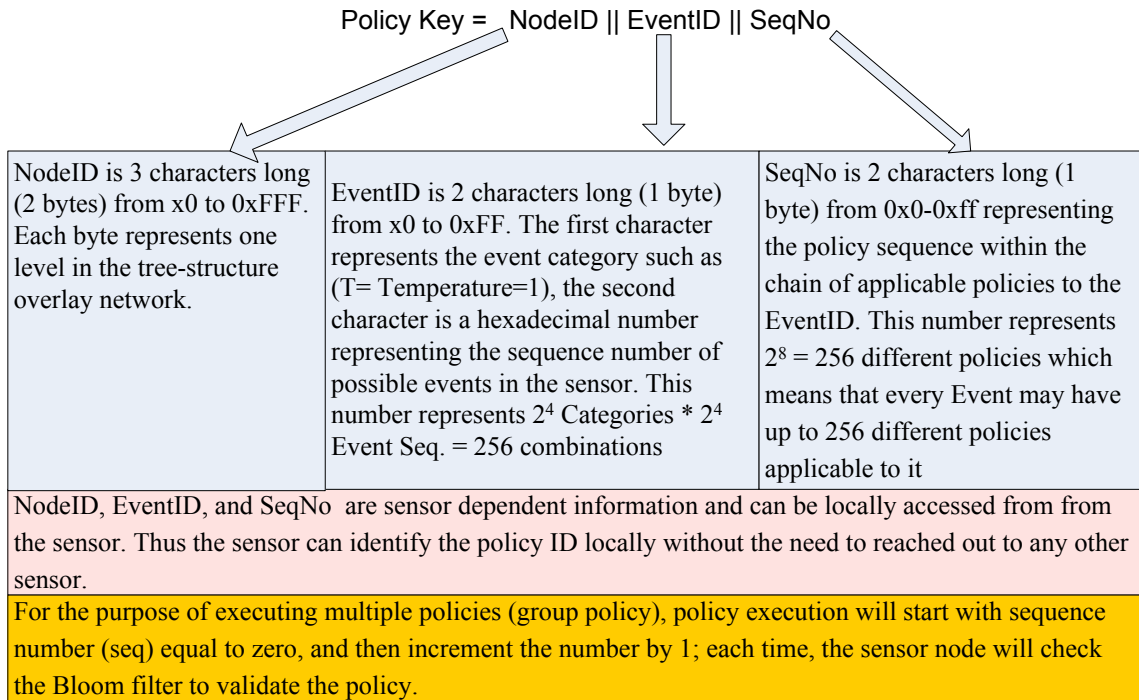 Policy Key = NodeID || EventID || SeqNo
NodeID is 3 characters long
(2 bytes) from x0 to 0xFFF.
Each byte represents one
level in the tree-structure
overlay network.
EventID is 2 characters long (1 byte)
from x0 to 0xFF. The first character
represents the event category such as
(T= Temperature=1), the second
character is a hexadecimal number
representing the sequence number of
possible events in the sensor. This
number represents 2⁴ Categories * 2⁴
Event Seq. = 256 combinations
SeqNo is 2 characters long (1
byte) from 0x0-0xff representing
the policy sequence within the
chain of applicable policies to the
EventID. This number represents
2⁸ = 256 different policies which
means that every Event may have
up to 256 different policies
applicable to it
NodeID, EventID, and SeqNo are sensor dependent information and can be locally accessed from from
the sensor. Thus the sensor can identify the policy ID locally without the need to reached out to any other
sensor.
For the purpose of executing multiple policies (group policy), policy execution will start with sequence
number (seq) equal to zero, and then increment the number by 1; each time, the sensor node will check
the Bloom filter to validate the policy.